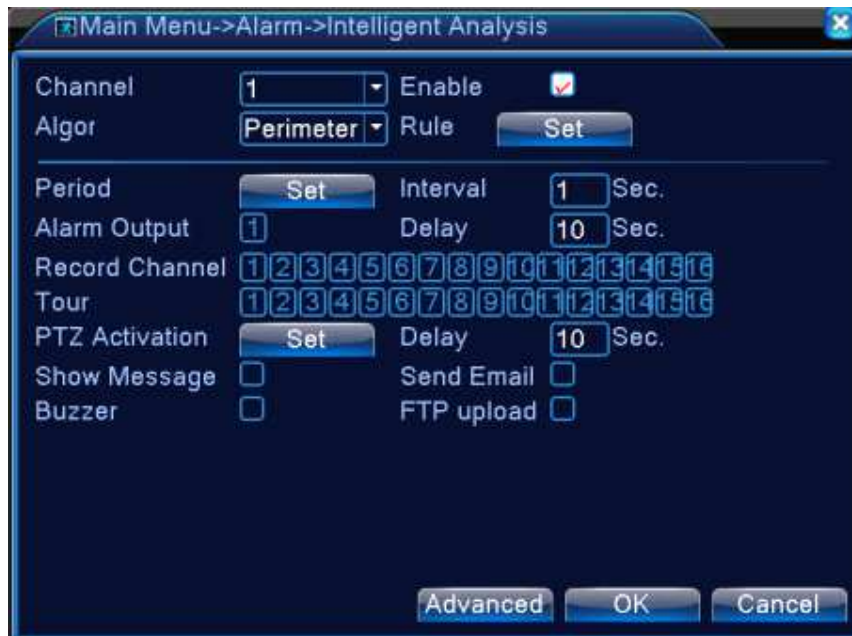 Main Menu->Alarm->Intelligent Analysis
Channel 1 Enable
Algor Perimeter Rule Set
Period Set Interval 1 Sec.
Alarm Output 1 Delay 10 Sec.
Record Channel 1 2 3 4 5 6 7 8 9 10 11 12 13 14 15 16
Tour 1 2 3 4 5 6 7 8 9 10 11 12 13 14 15 16
PTZ Activation Set Delay 10 Sec.
Show Message Send Email
Buzzer FTP upload
Advanced OK Cancel